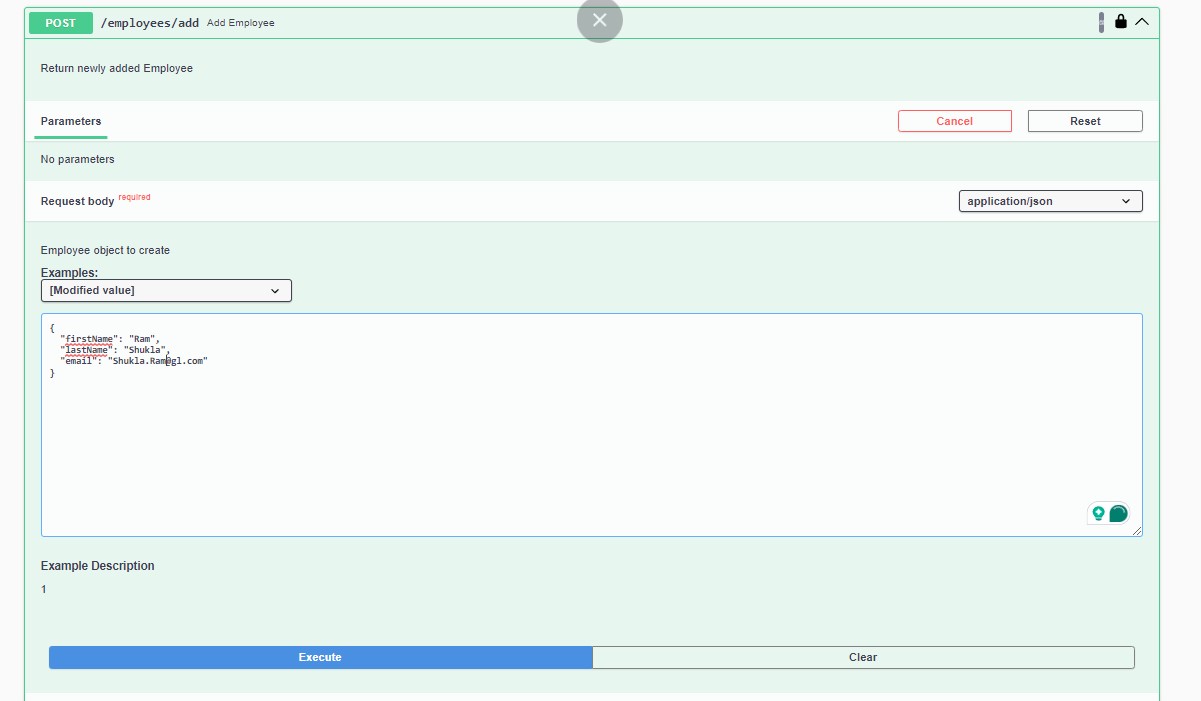 POST /employees/add Add Employee
Return newly added Employee
Parameters
Cancel
Reset
No parameters
Request body required
application/json
Employee object to create
Examples:
[Modified value]
{
  "firstName": "Ram",
  "lastName": "Shukla",
  "email": "Shukla.Ram@gl.com"
}
Example Description
1
Execute
Clear